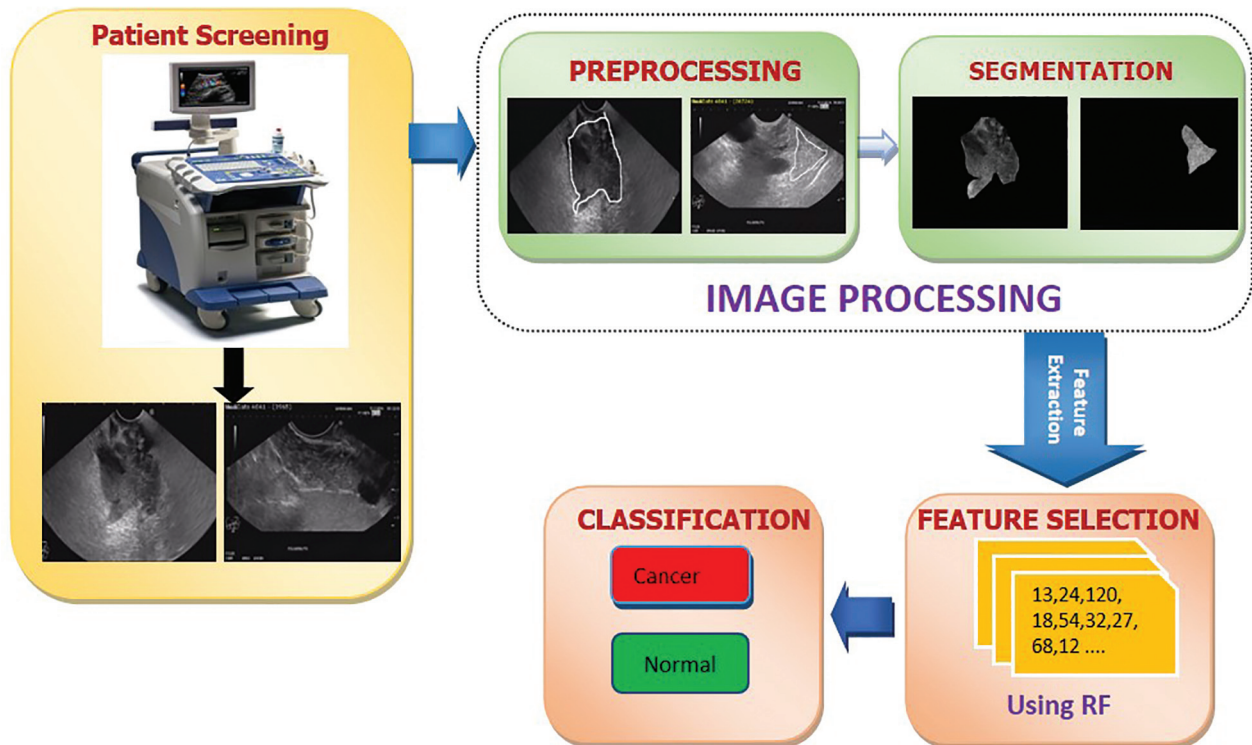 Patient Screening
PREPROCESSING
SEGMENTATION
IMAGE PROCESSING
Feature
Extraction
CLASSIFICATION
Cancer
Normal
FEATURE SELECTION
13,24,120,
18,54,32,27,
68,12 ....
Using RF